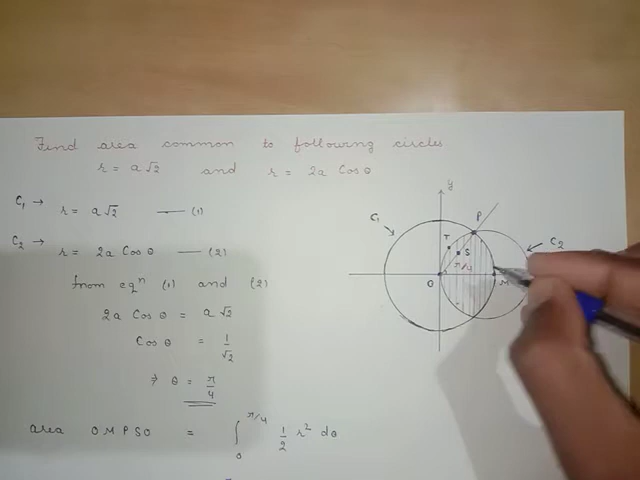 Find area common to following circles
r = a√2 and r = 2a Cos θ
C₁ → r = a√2 —— (1)
C₂ → r = 2a Cos θ —— (2)
from eqⁿ (1) and (2)
2a Cos θ = a√2
Cos θ = 1/√2
⇒ θ = π/4
area OMPSO = ∫₀^π/4 1/2 r² dθ
y
C₁
P
C₂
T
S
π/4
O
M